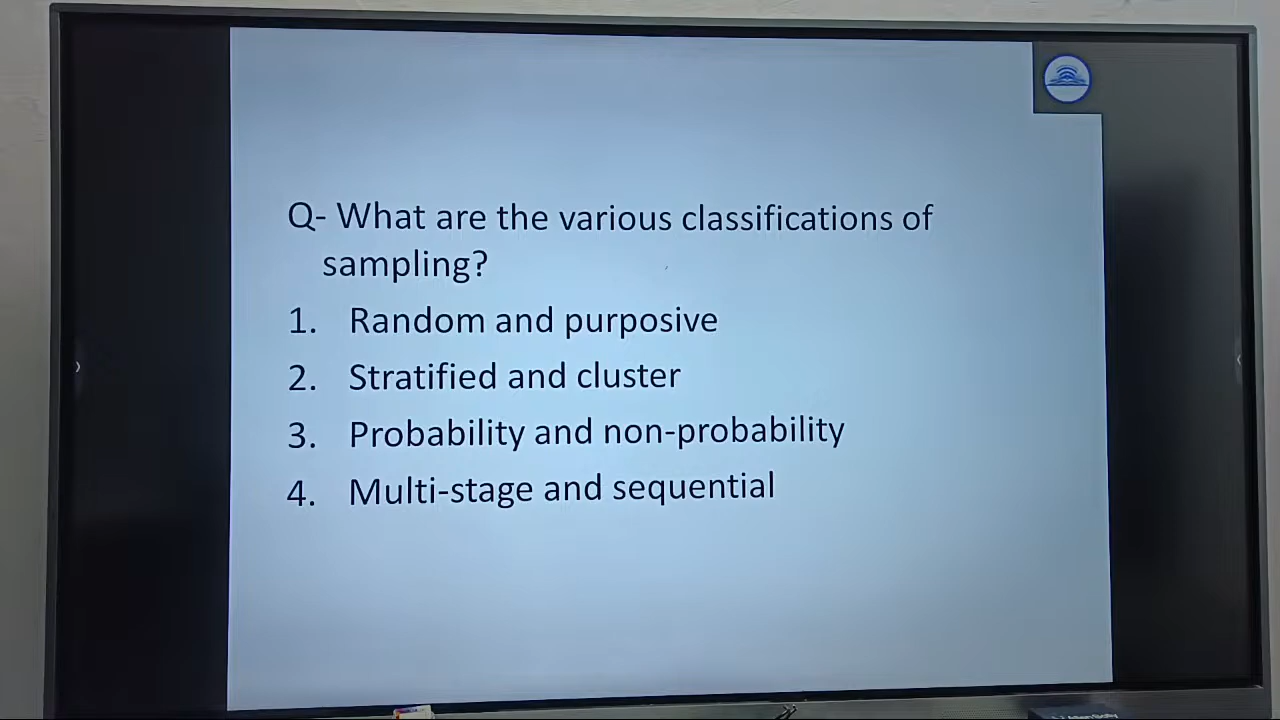 Q- What are the various classifications of
sampling?
1. Random and purposive
2. Stratified and cluster
3. Probability and non-probability
4. Multi-stage and sequential